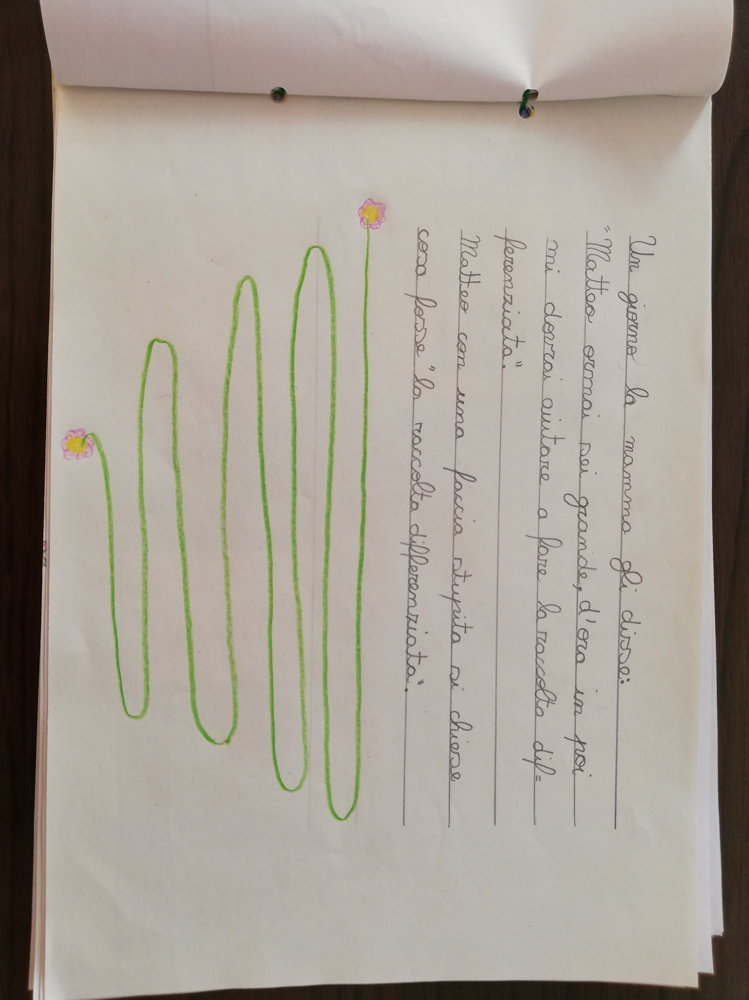 Un giorno la mamma gli disse:
"Matteo ormai sei grande, d'ora in poi
mi dovrai aiutare a fare la raccolta dif=
ferenziata".
Matteo con una faccia stupita si chiese
cosa fosse "la raccolta differenziata".